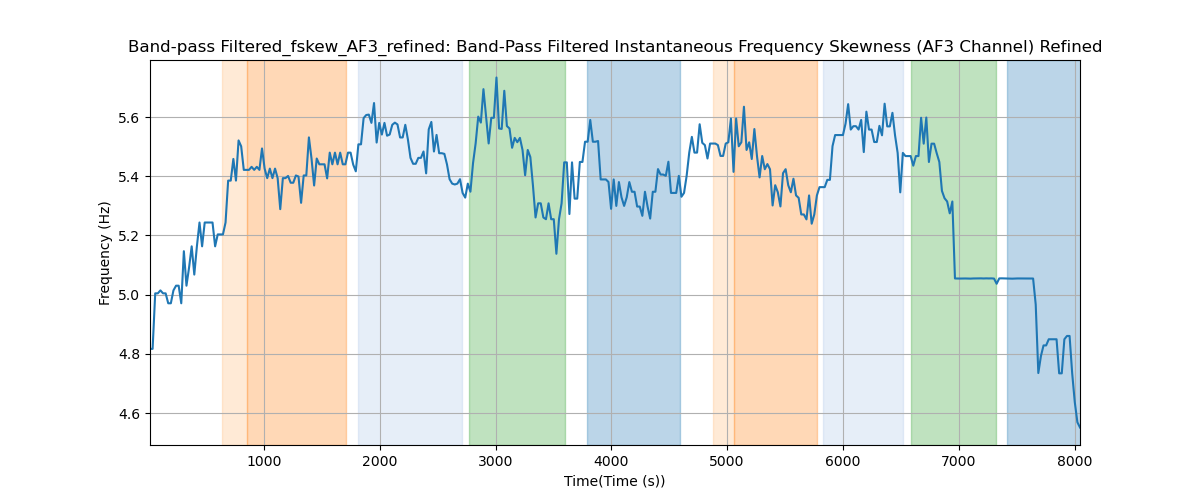 Band-pass Filtered_fskew_AF3_refined: Band-Pass Filtered Instantaneous Frequency Skewness (AF3 Channel) Refined
5.6
5.4
5.2
5.0
4.8
4.6
Frequency (Hz)
1000 2000 3000 4000 5000 6000 7000 8000
Time(Time (s))